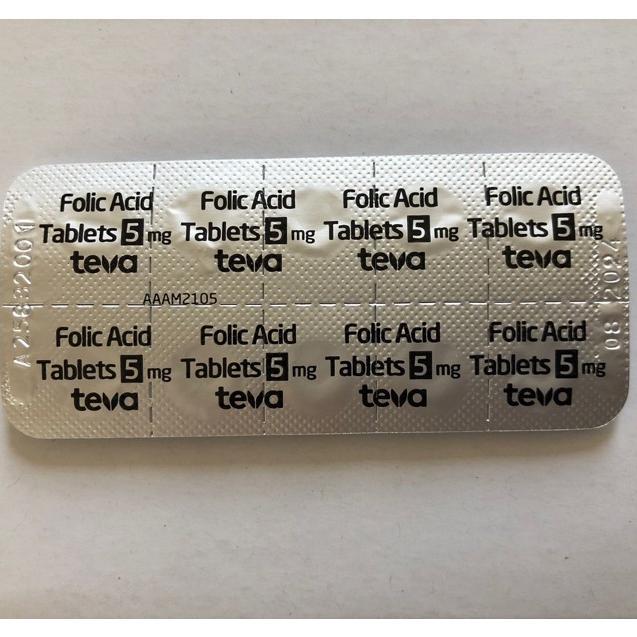 Folic Acid Folic Acid Folic Acid Folic Acid
Tablets 5 mg Tablets 5 mg Tablets 5 mg Tablets 5 mg
teva teva teva teva
AAAM2105
Folic Acid Folic Acid Folic Acid Folic Acid
Tablets 5 mg Tablets 5 mg Tablets 5 mg Tablets 5 mg
teva teva teva teva
08 2024